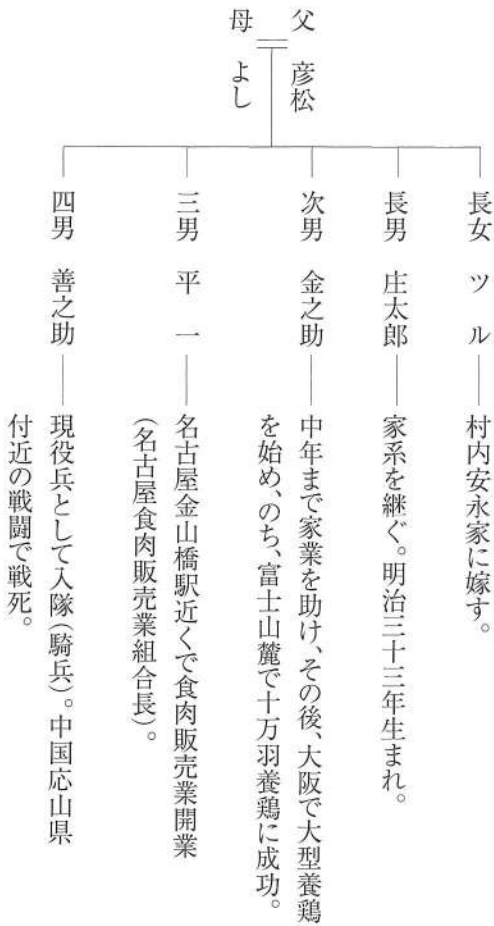 父　彦松
母　よし
長女　ツル――村内安永家に嫁す。
長男　庄太郎――家系を継ぐ。明治三十三年生まれ。
次男　金之助――中年まで家業を助け、その後、大阪で大型養鶏
を始め、のち、富士山麓で十万羽養鶏に成功。
三男　平一――名古屋金山橋駅近くで食肉販売業開業
（名古屋食肉販売業組合長）。
四男　善之助――現役兵として入隊（騎兵）。中国応山県
付近の戦闘で戦死。